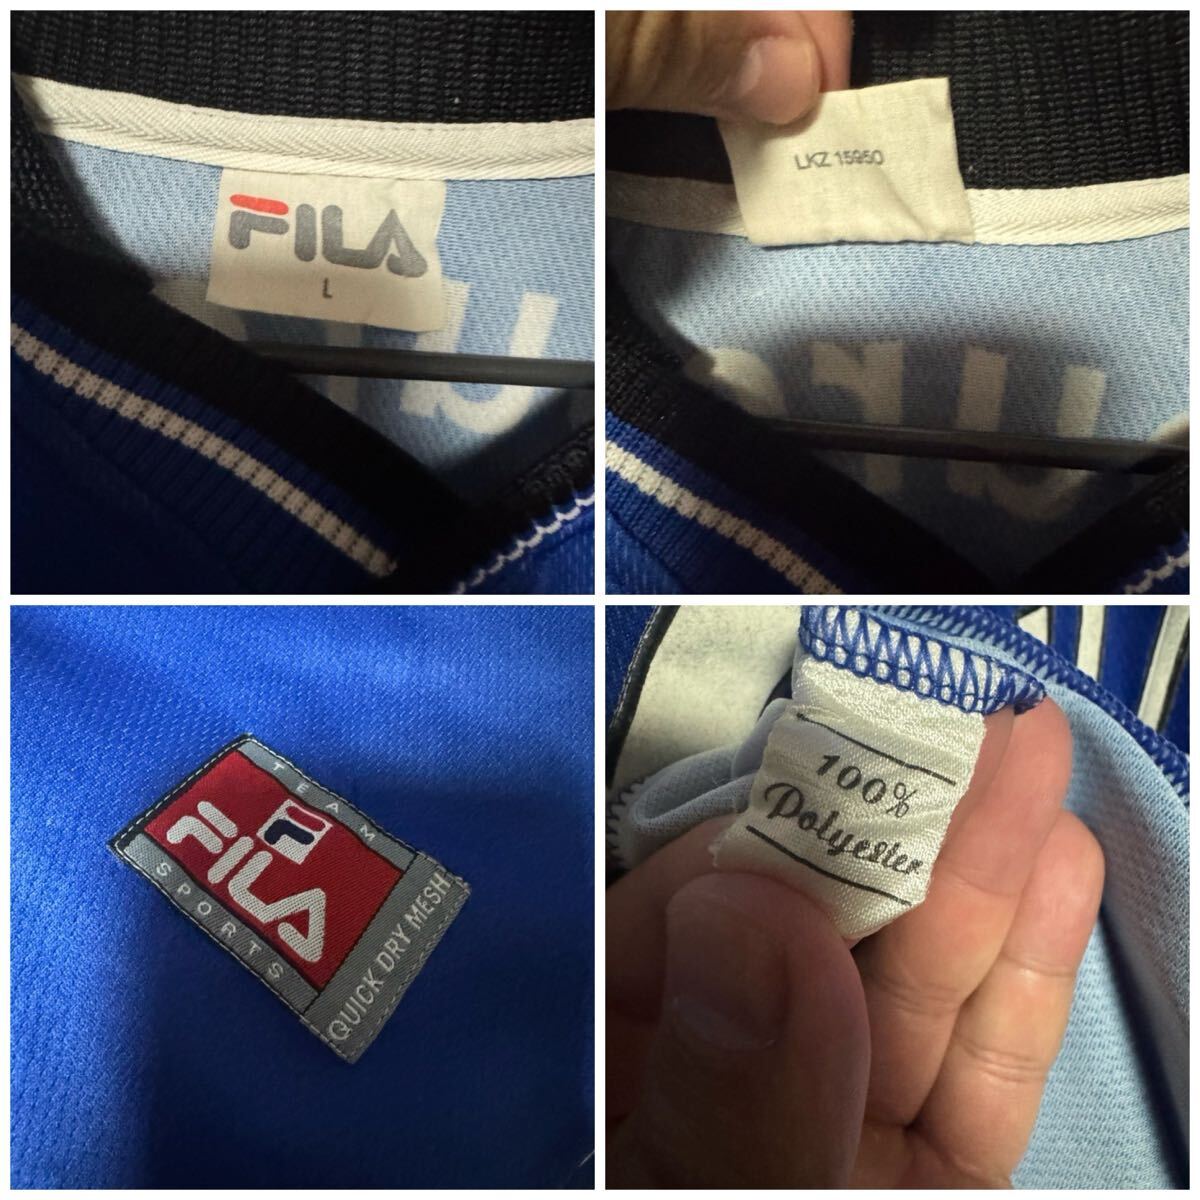 FILA
L
LKZ 15950
TEAM
FILA
SPORTS
QUICK DRY MESH
100%
Polyester